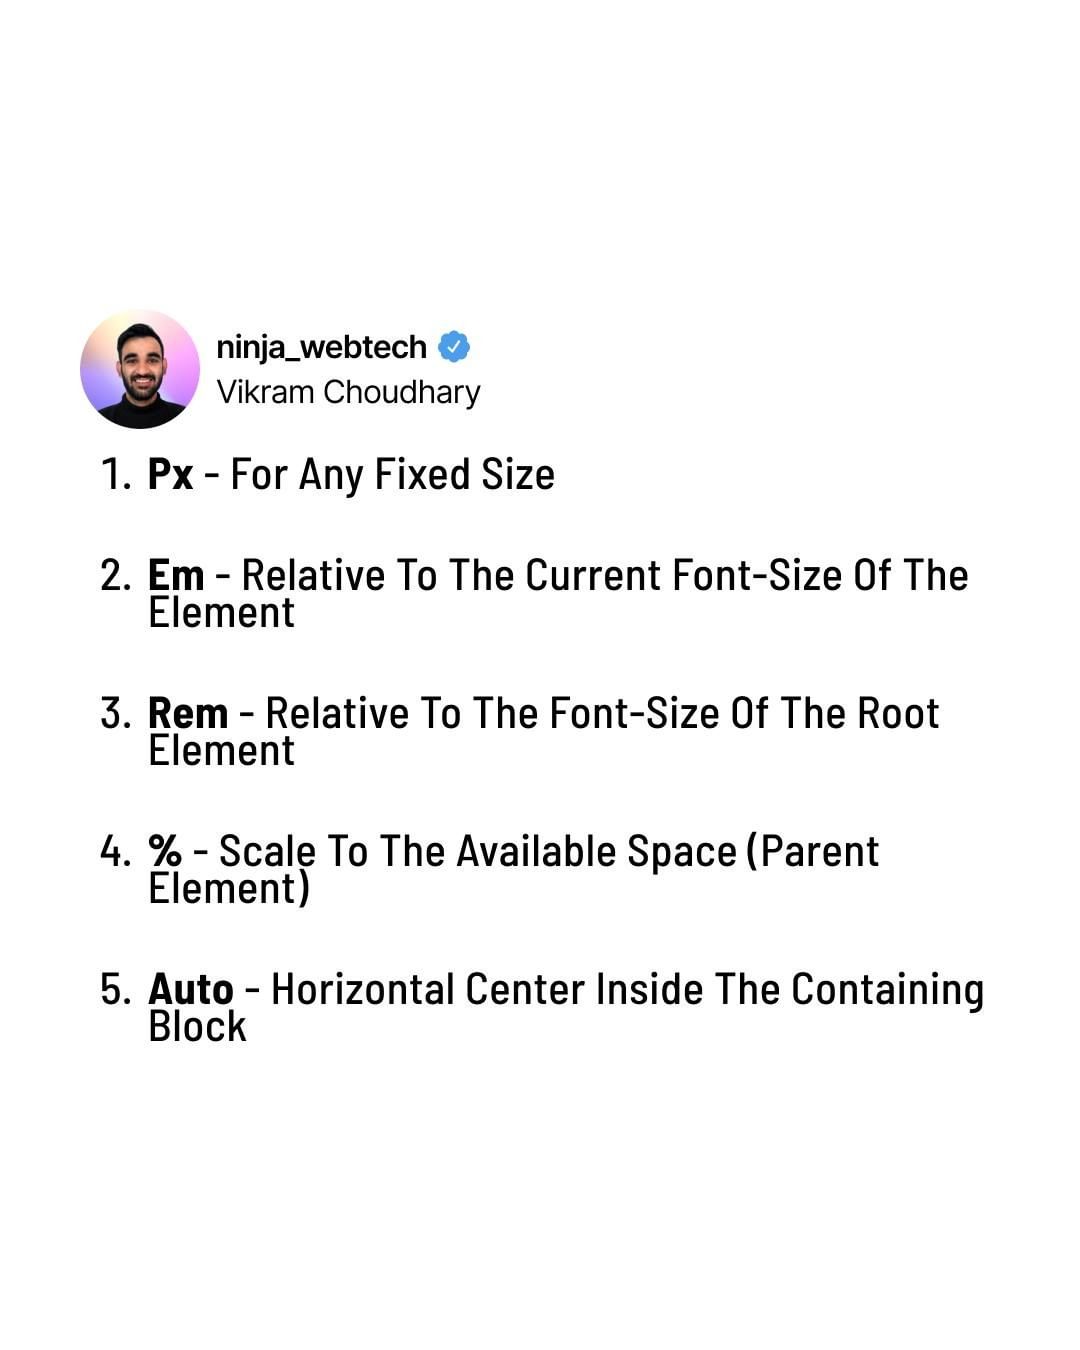 ninja_webtech
Vikram Choudhary
1. Px - For Any Fixed Size
2. Em - Relative To The Current Font-Size Of The
Element
3. Rem - Relative To The Font-Size Of The Root
Element
4. % - Scale To The Available Space (Parent
Element)
5. Auto - Horizontal Center Inside The Containing
Block